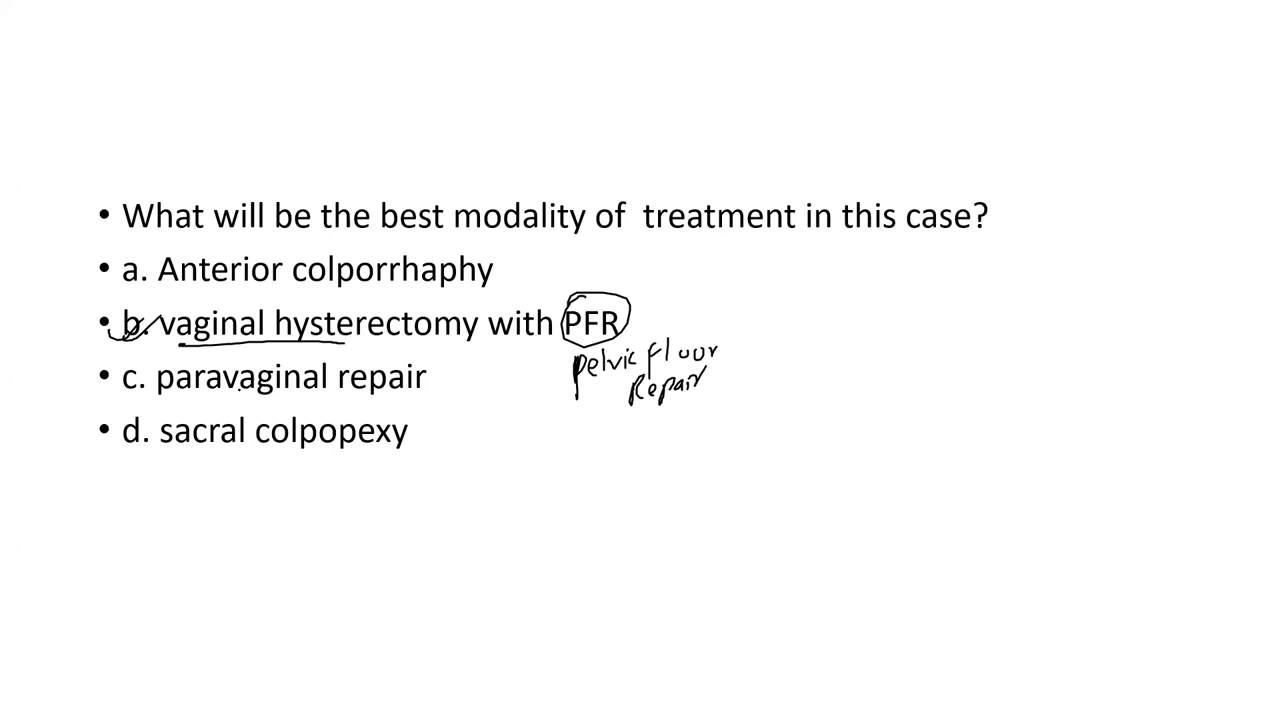 • What will be the best modality of  treatment in this case?
• a. Anterior colporrhaphy
• b. vaginal hysterectomy with PFR
pelvic floor
Repair
• c. paravaginal repair
• d. sacral colpopexy